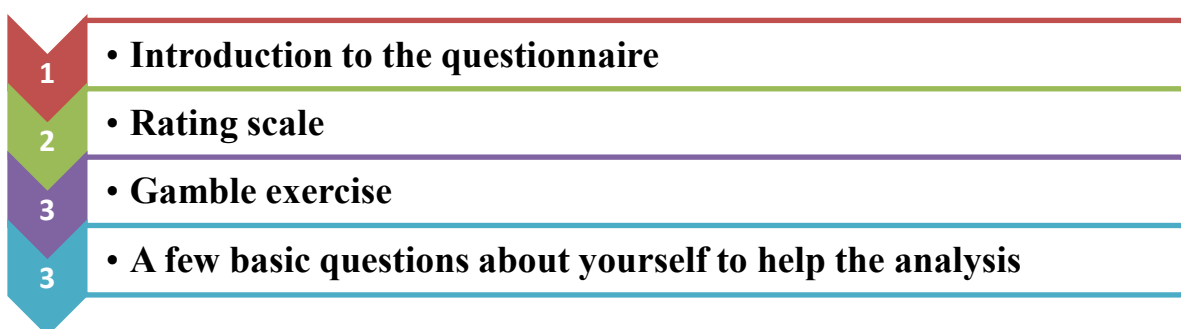 1 • Introduction to the questionnaire
2 • Rating scale
3 • Gamble exercise
3 • A few basic questions about yourself to help the analysis